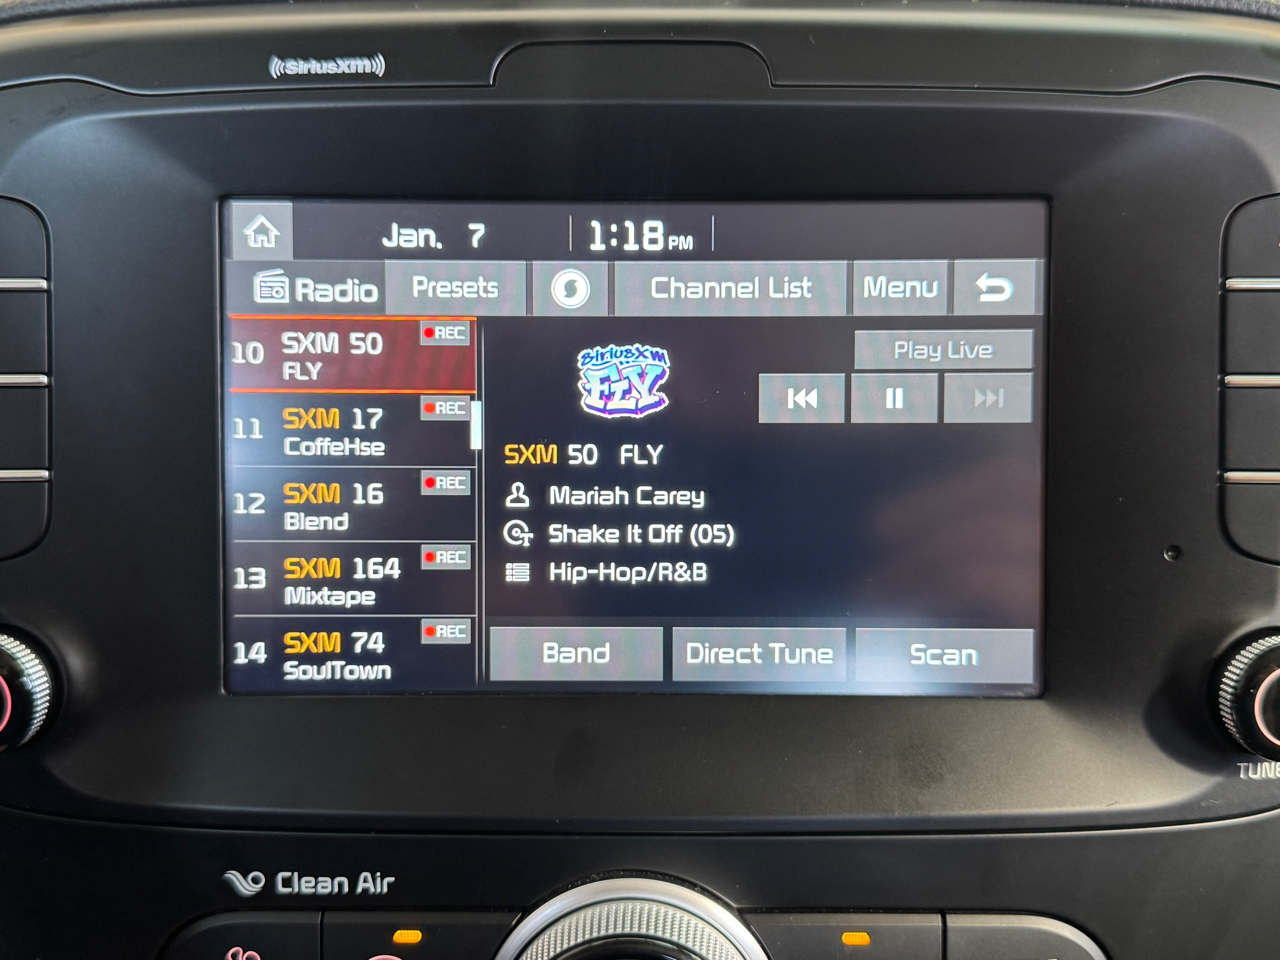 ((SiriusXm))
Jan. 7 1:18 PM
Radio Presets Channel List Menu
10 SXM 50 REC
FLY
11 SXM 17 REC
CoffeHse
12 SXM 16 REC
Blend
13 SXM 164 REC
Mixtape
14 SXM 74 REC
SoulTown
siriusxm
FLY
Play Live
SXM 50 FLY
Mariah Carey
Shake It Off (05)
Hip-Hop/R&B
Band Direct Tune Scan
TUNE
Clean Air